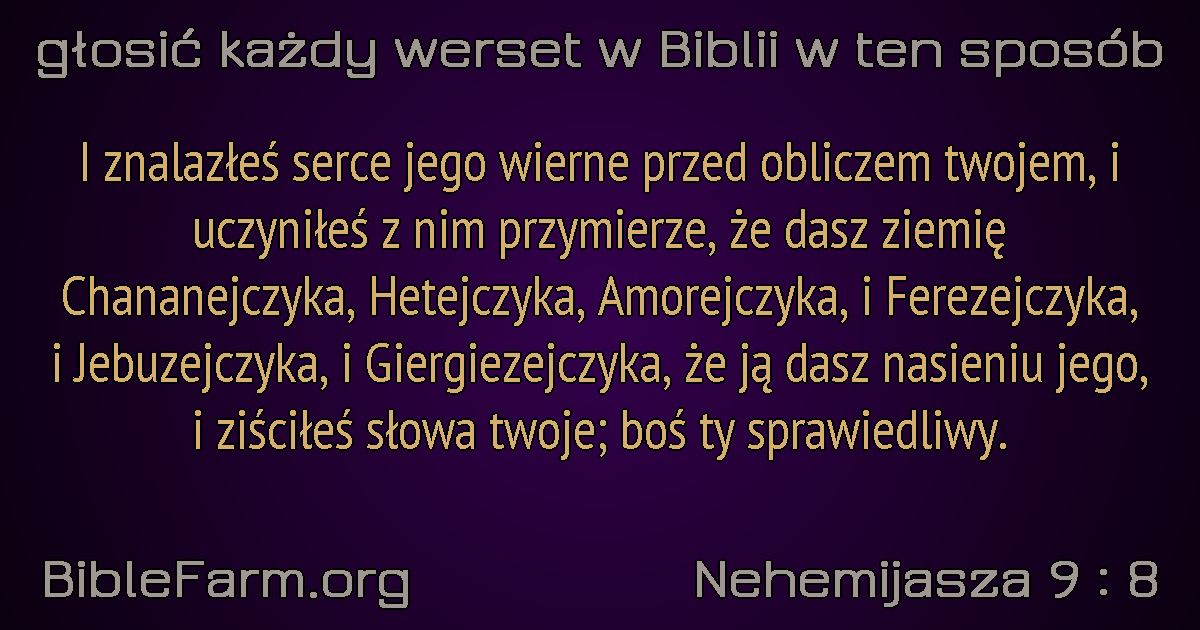 głosić każdy werset w Biblii w ten sposób
I znalazłeś serce jego wierne przed obliczem twojem, i
uczyniłeś z nim przymierze, że dasz ziemię
Chananejczyka, Hetejczyka, Amorejczyka, i Ferezejczyka,
i Jebuzejczyka, i Giergiezejczyka, że ją dasz nasieniu jego,
i ziściłeś słowa twoje; boś ty sprawiedliwy.
BibleFarm.org
Nehemijasza 9 : 8